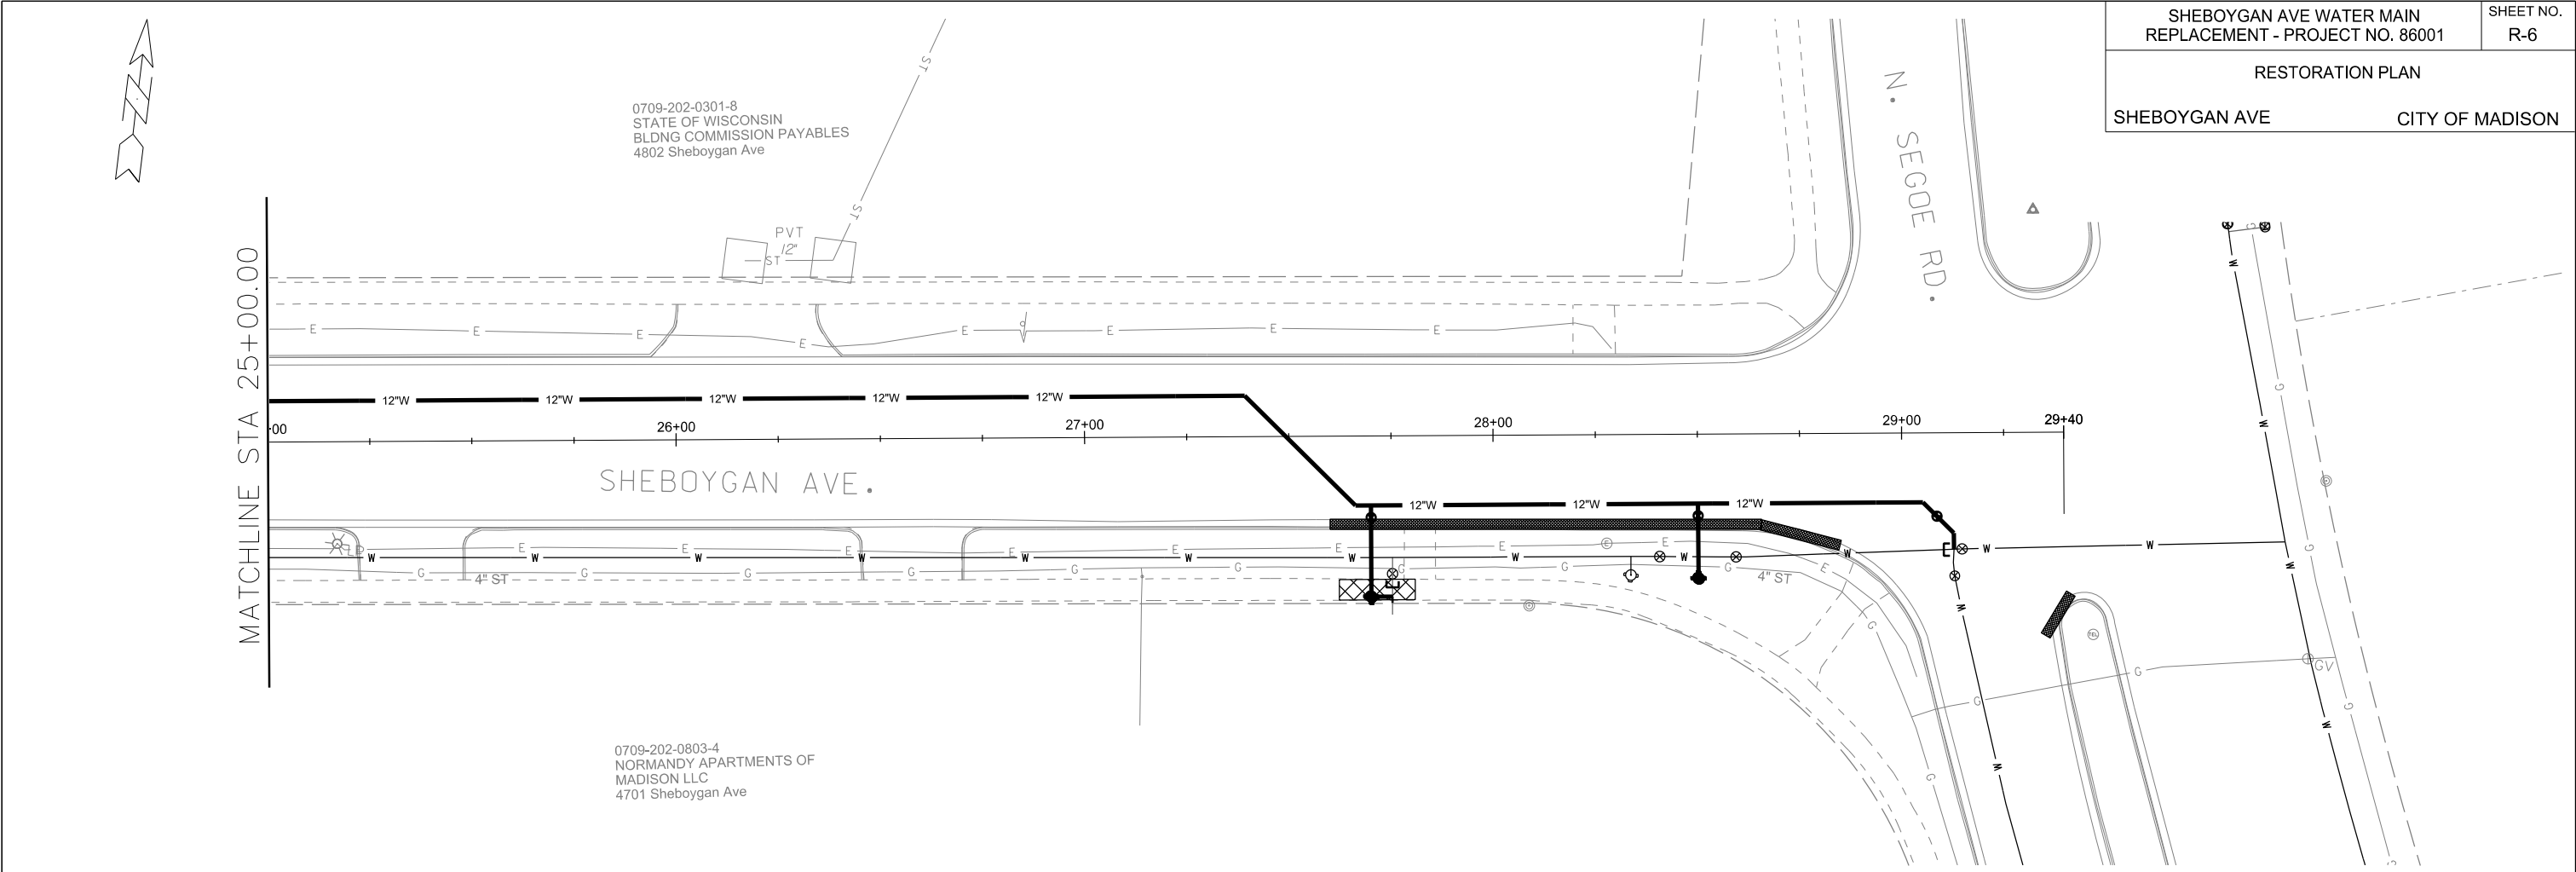 SHEBOYGAN AVE WATER MAIN
REPLACEMENT - PROJECT NO. 86001
SHEET NO.
R-6
RESTORATION PLAN
SHEBOYGAN AVE
CITY OF MADISON
N
0709-202-0301-8
STATE OF WISCONSIN
BLDNG COMMISSION PAYABLES
4802 Sheboygan Ave
ST
ST
PVT
12"
ST
N. SEGOE RD.
MATCHLINE STA 25+00.00
E E E E E E E E
12"W 12"W 12"W 12"W 12"W
+00 26+00 27+00 28+00 29+00 29+40
SHEBOYGAN AVE.
12"W 12"W 12"W
LP
E E E E E E E E E
W W W W W W W W W W W W
G G G G G G G G G
4" ST
4" ST
E
G
G
W
W
W
W
W
W
G
G
G
G
G
G
TEL
GV
0709-202-0803-4
NORMANDY APARTMENTS OF
MADISON LLC
4701 Sheboygan Ave